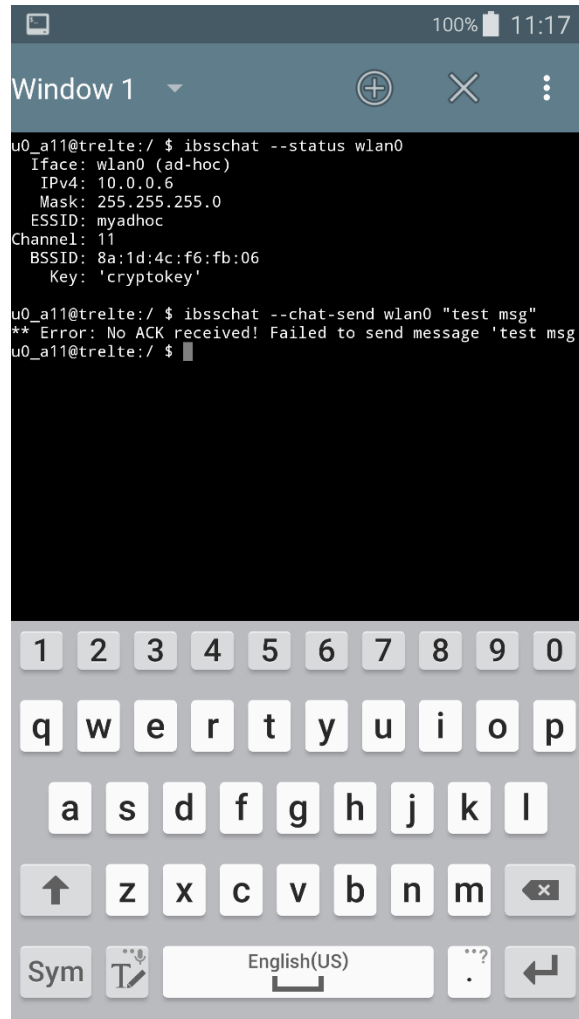 100% 11:17
Window 1
u0_a11@trelte:/ $ ibsschat --status wlan0
Iface: wlan0 (ad-hoc)
IPv4: 10.0.0.6
Mask: 255.255.255.0
ESSID: myadhoc
Channel: 11
BSSID: 8a:1d:4c:f6:fb:06
Key: 'cryptokey'
u0_a11@trelte:/ $ ibsschat --chat-send wlan0 "test msg"
** Error: No ACK received! Failed to send message 'test msg
u0_a11@trelte:/ $
1 2 3 4 5 6 7 8 9 0
q w e r t y u i o p
a s d f g h j k l
z x c v b n m
Sym T English(US) . ?